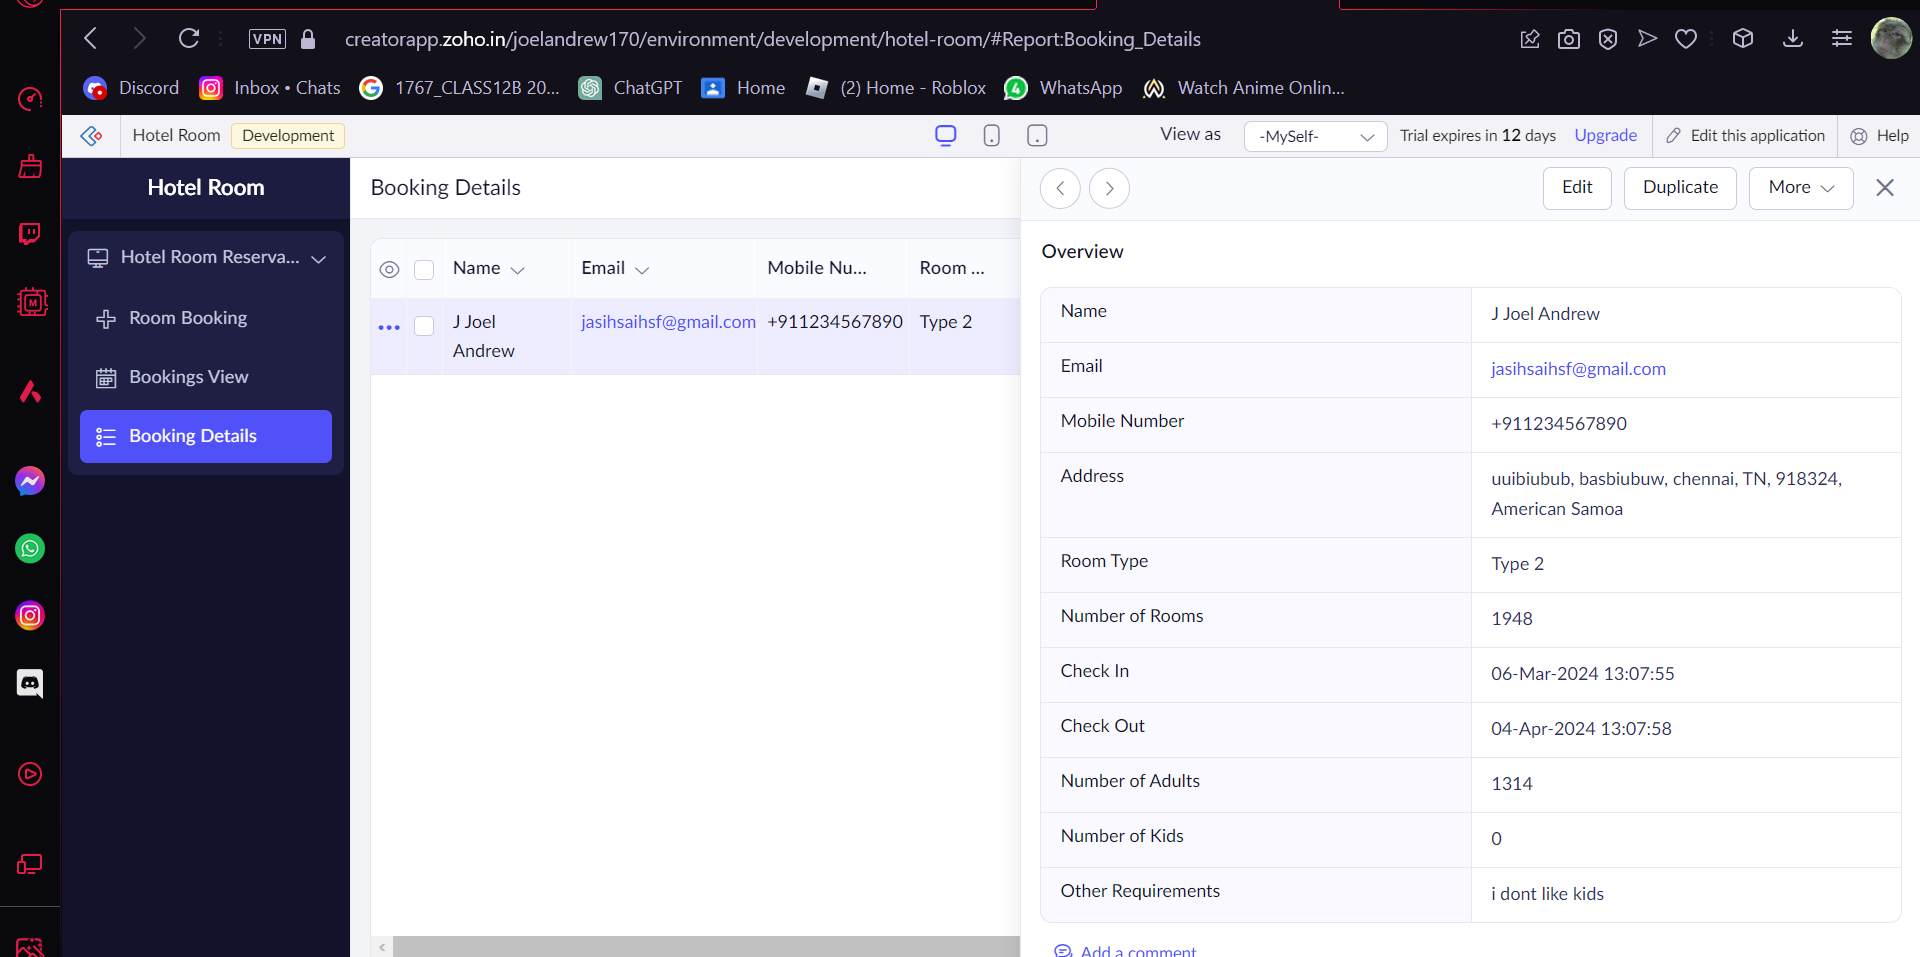 VPN
creatorapp.zoho.in/joelandrew170/environment/development/hotel-room/#Report:Booking_Details
Discord
Inbox • Chats
1767_CLASS12B 20...
ChatGPT
Home
(2) Home - Roblox
4
WhatsApp
Watch Anime Onlin...
Hotel Room
Development
View as
-MySelf-
Trial expires in 12 days
Upgrade
Edit this application
Help
Hotel Room
Booking Details
Edit
Duplicate
More
Hotel Room Reserva...
Room Booking
Bookings View
Booking Details
Name
Email
Mobile Nu...
Room ...
J Joel
Andrew
jasihsaihsf@gmail.com
+911234567890
Type 2
Overview
Name
J Joel Andrew
Email
jasihsaihsf@gmail.com
Mobile Number
+911234567890
Address
uuibiubub, basbiubuw, chennai, TN, 918324,
American Samoa
Room Type
Type 2
Number of Rooms
1948
Check In
06-Mar-2024 13:07:55
Check Out
04-Apr-2024 13:07:58
Number of Adults
1314
Number of Kids
0
Other Requirements
i dont like kids
Add a comment
M